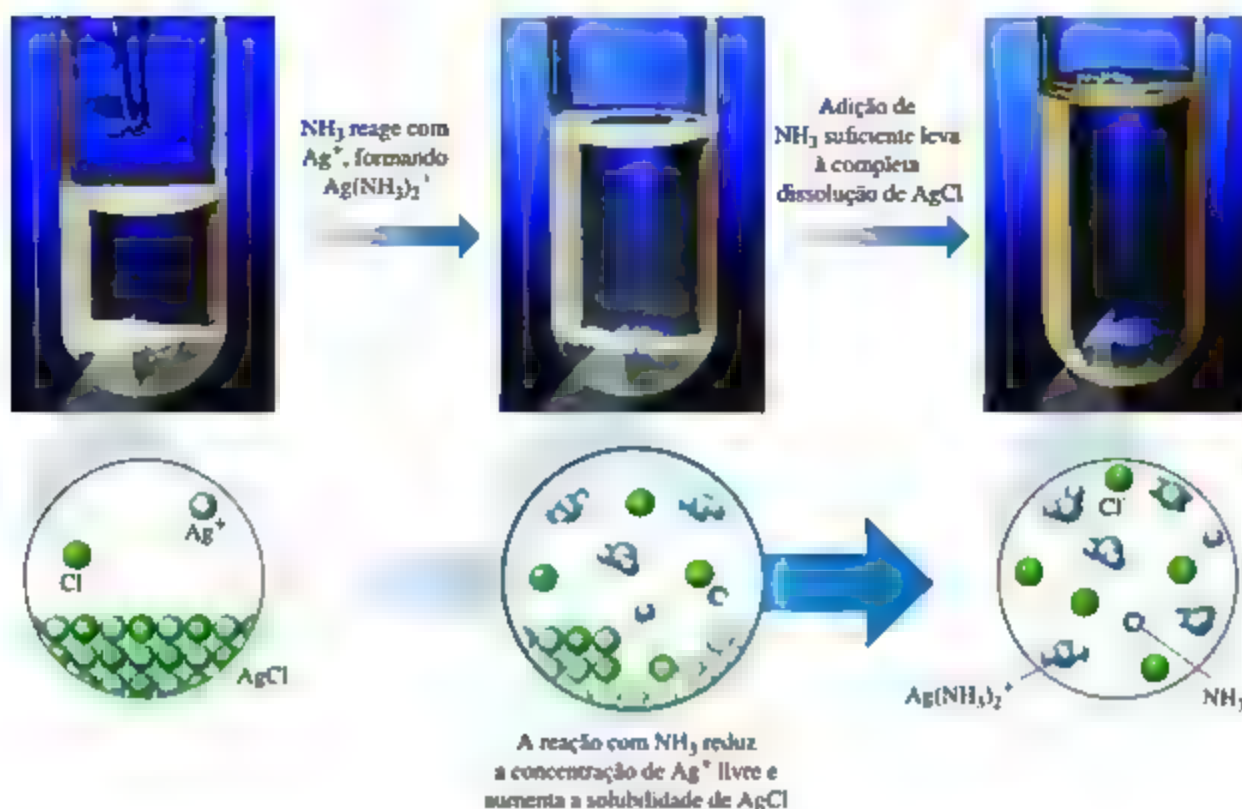 NH₃ reage com
Ag⁺, formando
Ag(NH₃)₂⁺
Adição de
NH₃ suficiente leva
à completa
dissolução de AgCl
Ag⁺
Cl
AgCl
Cl⁻
Ag(NH₃)₂⁺
NH₃
A reação com NH₃ reduz
a concentração de Ag⁺ livre e
aumenta a solubilidade de AgCl